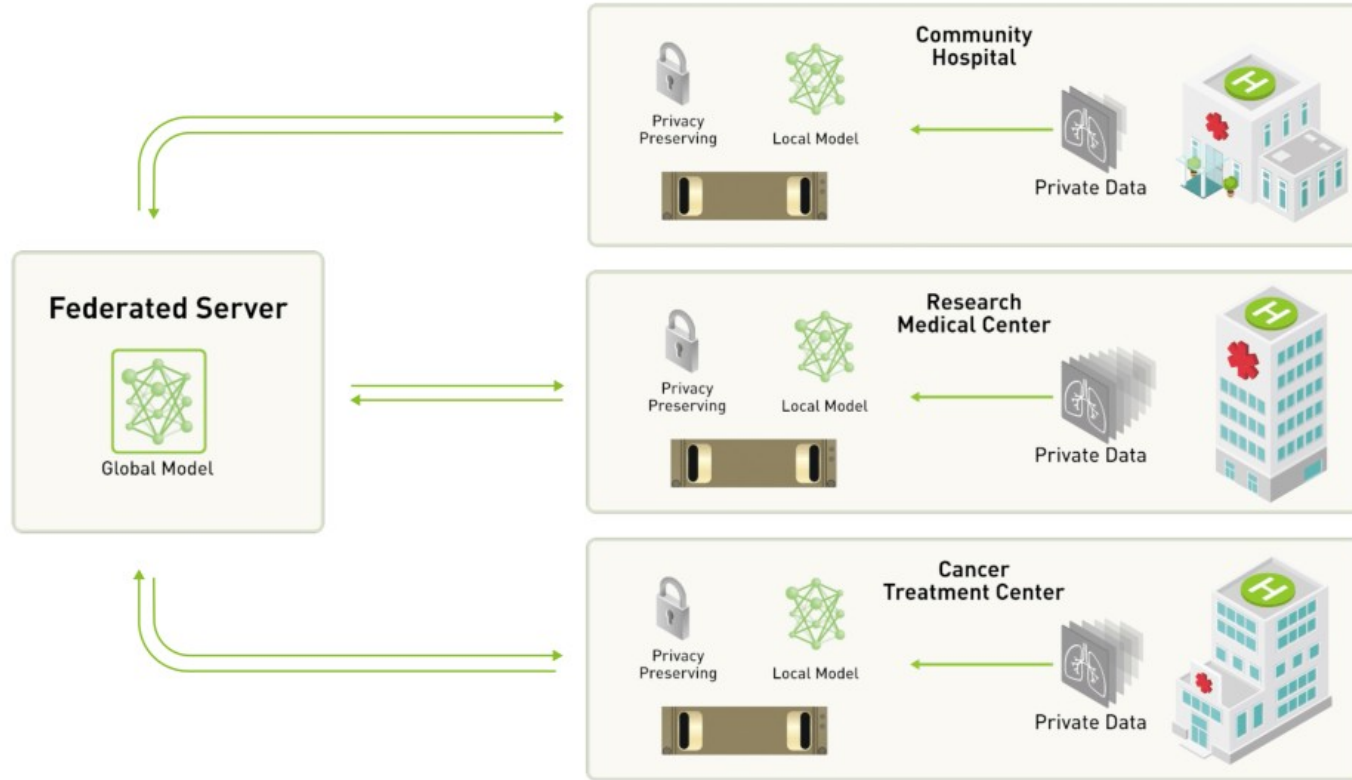 Community
Hospital
Privacy
Preserving
Local Model
Private Data
Federated Server
Global Model
Research
Medical Center
Privacy
Preserving
Local Model
Private Data
Cancer
Treatment Center
Privacy
Preserving
Local Model
Private Data